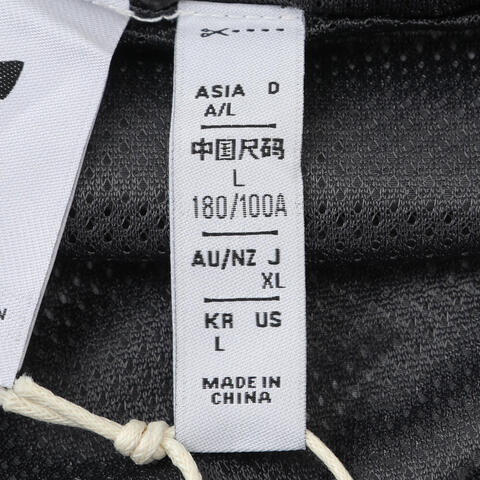 ASIA D
A/L
中国尺码
L
180/100A
AU/NZ J
XL
KR US
L
MADE IN
CHINA